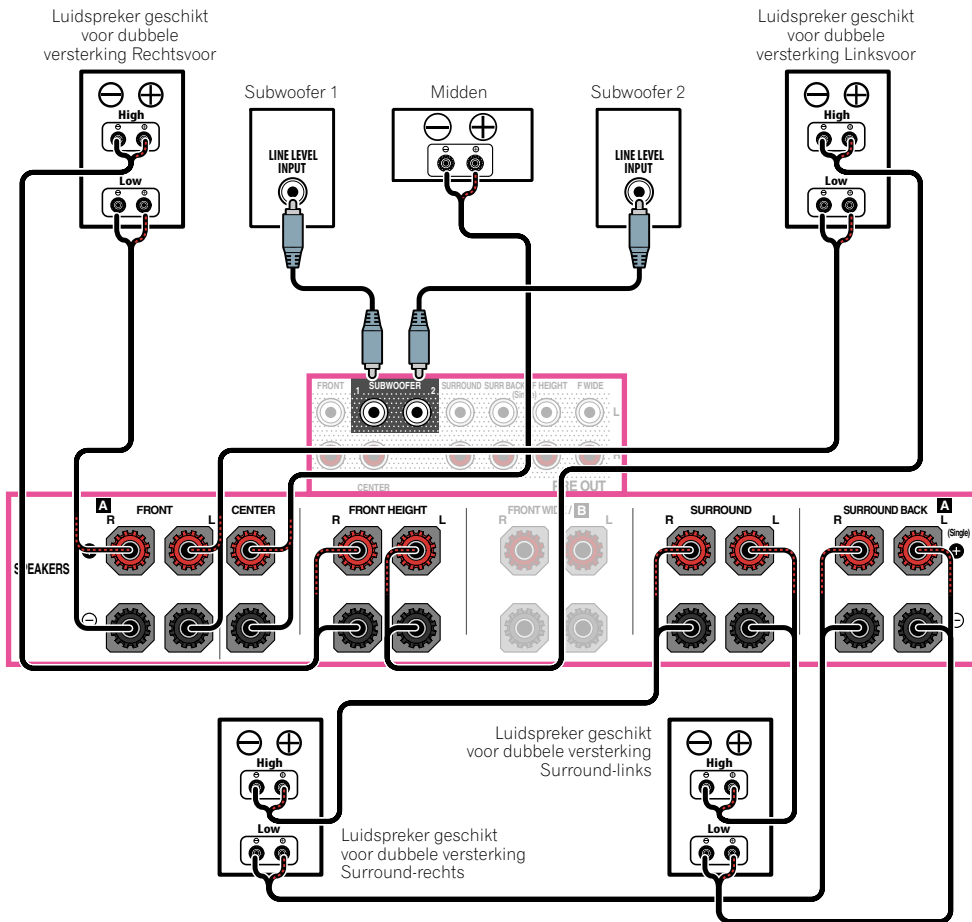 Luidspreker geschikt
voor dubbele
versterking Rechtsvoor
Luidspreker geschikt
voor dubbele
versterking Linksvoor
Subwoofer 1
Midden
Subwoofer 2
High
Low
LINE LEVEL
INPUT
LINE LEVEL
INPUT
High
Low
FRONT
1 SUBWOOFER 2
SURROUND
SURR BACK
(Single)
F HEIGHT
F WIDE
L
R
CENTER
PRE OUT
SPEAKERS
A
R FRONT L
CENTER
R FRONT HEIGHT L
R FRONT WIDE / B L
R SURROUND L
R SURROUND BACK L
A
(Single)
High
Low
Luidspreker geschikt
voor dubbele versterking
Surround-rechts
Luidspreker geschikt
voor dubbele versterking
Surround-links
High
Low